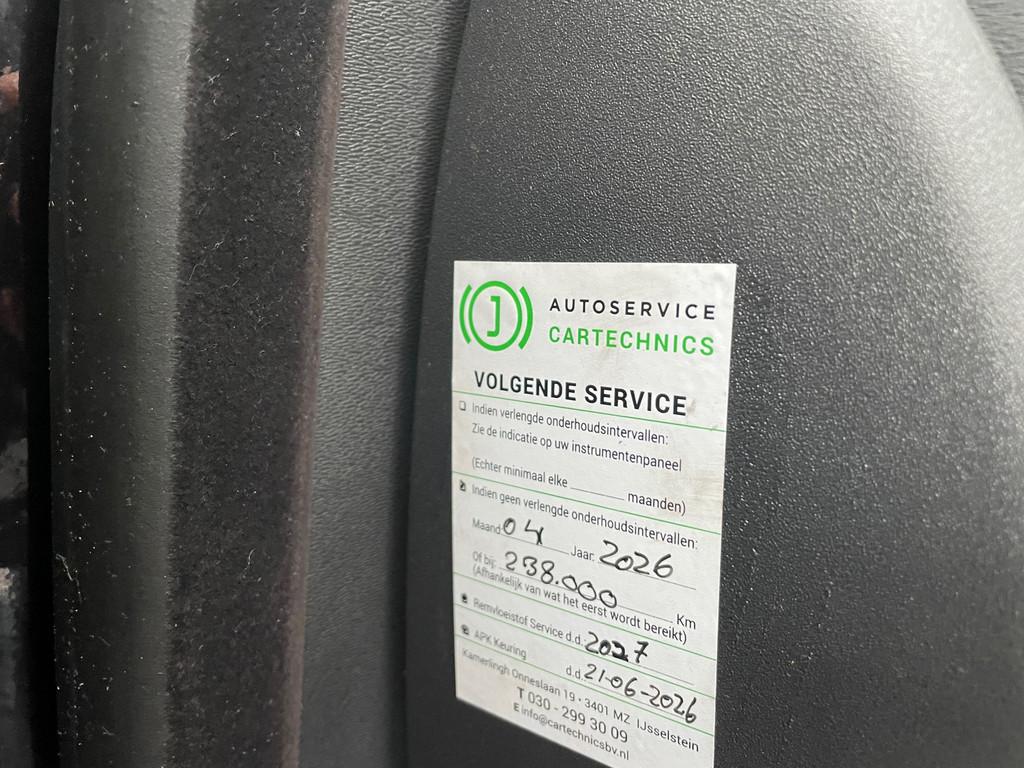 J
AUTOSERVICE
CARTECHNICS
VOLGENDE SERVICE
Indien verlengde onderhoudsintervallen:
Zie de indicatie op uw instrumentenpaneel
(Echter minimaal elke ________ maanden)
Indien geen verlengde onderhoudsintervallen:
Maand: 04 Jaar: 2026
Of bij: 238.000 Km
(Afhankelijk van wat het eerst wordt bereikt)
Remvloeistof Service d.d. 2027
APK Keuring d.d. 21-06-2026
Kamerlingh Onneslaan 19 · 3401 MZ IJsselstein
T 030 - 299 30 09
E info@cartechnicsbv.nl